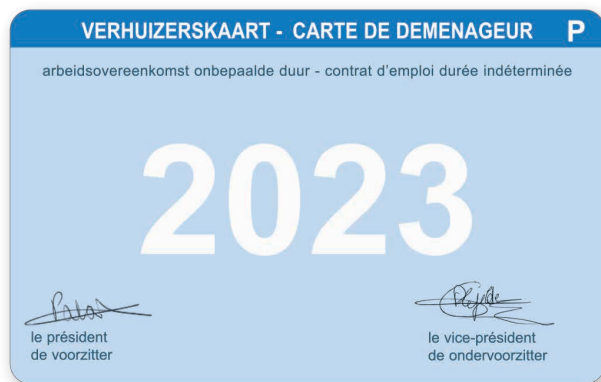 VERHUIZERSKAART - CARTE DE DEMENAGEUR P
arbeidsovereenkomst onbepaalde duur - contrat d'emploi durée indéterminée
2023
le président
de voorzitter
le vice-président
de ondervoorzitter